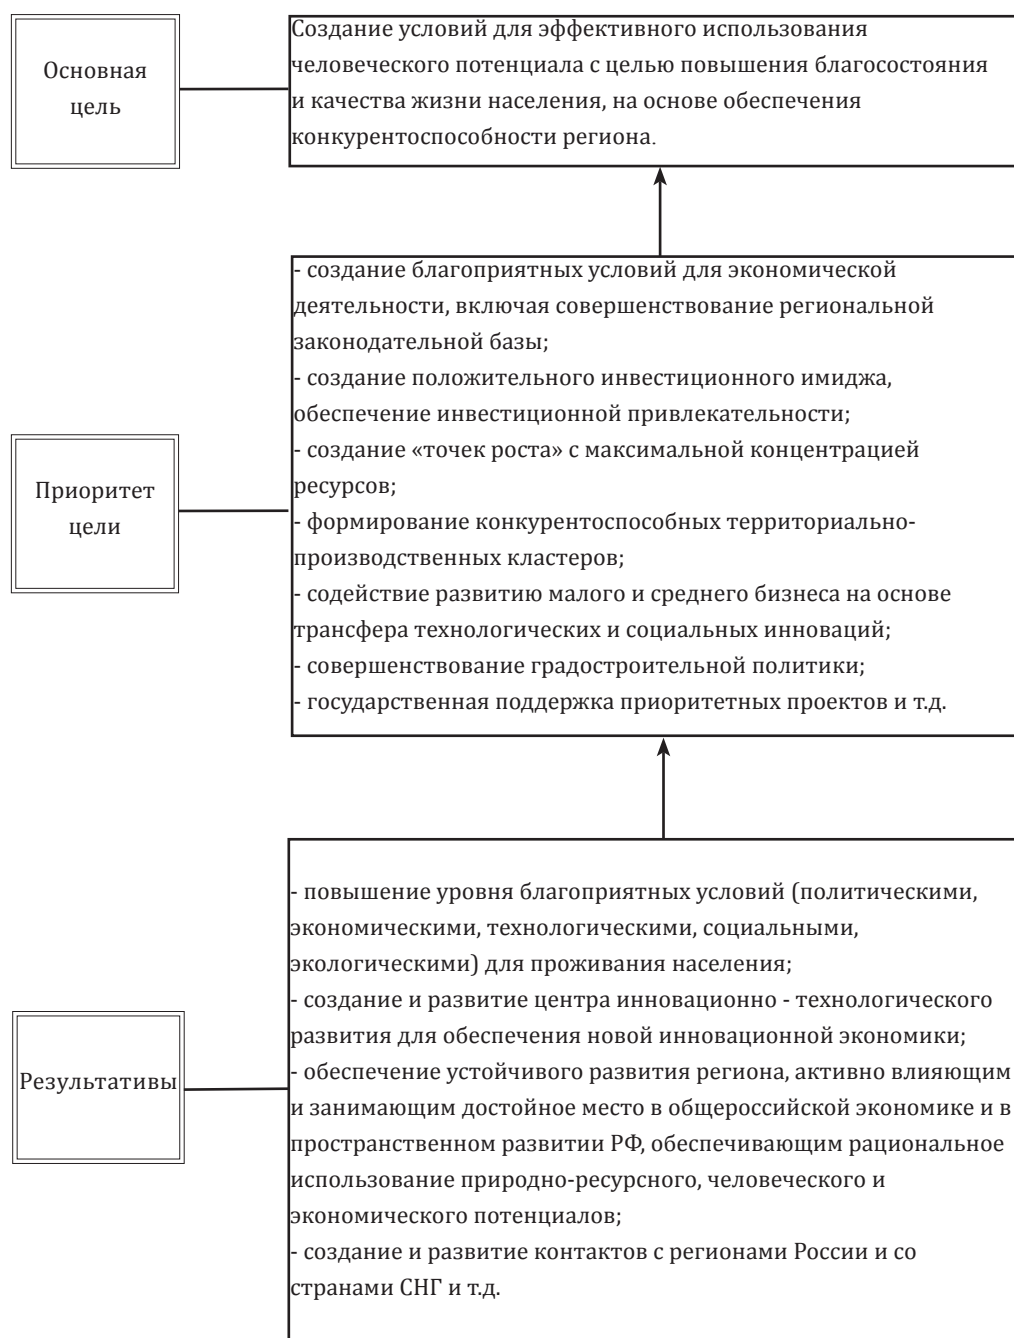 Основная
цель
Создание условий для эффективного использования
человеческого потенциала с целью повышения благосостояния
и качества жизни населения, на основе обеспечения
конкурентоспособности региона.
Приоритет
цели
- создание благоприятных условий для экономической
деятельности, включая совершенствование региональной
законодательной базы;
- создание положительного инвестиционного имиджа,
обеспечение инвестиционной привлекательности;
- создание «точек роста» с максимальной концентрацией
ресурсов;
- формирование конкурентоспособных территориально-
производственных кластеров;
- содействие развитию малого и среднего бизнеса на основе
трансфера технологических и социальных инноваций;
- совершенствование градостроительной политики;
- государственная поддержка приоритетных проектов и т.д.
Результативы
- повышение уровня благоприятных условий (политическими,
экономическими, технологическими, социальными,
экологическими) для проживания населения;
- создание и развитие центра инновационно - технологического
развития для обеспечения новой инновационной экономики;
- обеспечение устойчивого развития региона, активно влияющим
и занимающим достойное место в общероссийской экономике и в
пространственном развитии РФ, обеспечивающим рациональное
использование природно-ресурсного, человеческого и
экономического потенциалов;
- создание и развитие контактов с регионами России и со
странами СНГ и т.д.